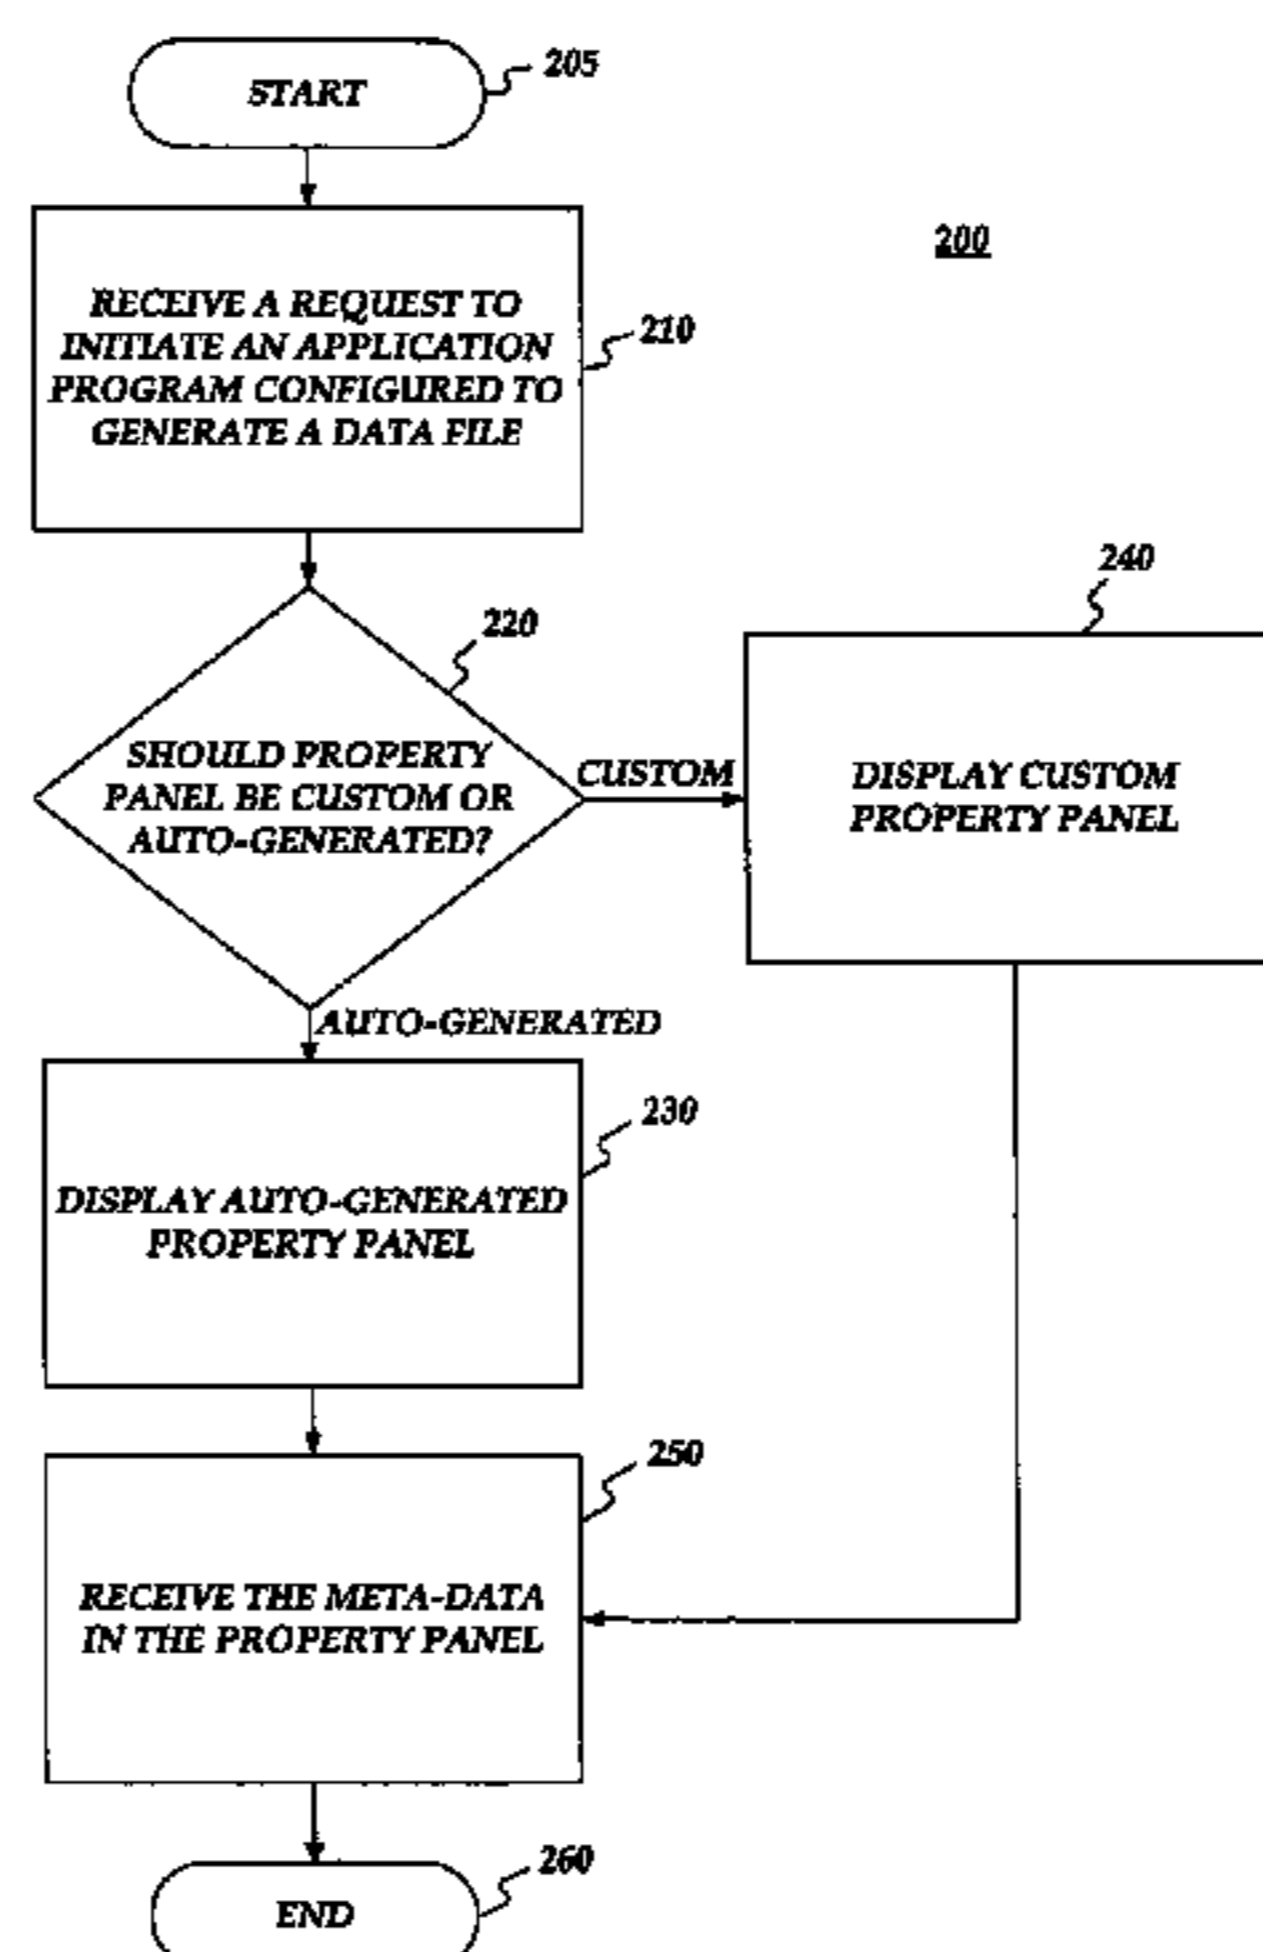 START
205
200
RECEIVE A REQUEST TO
INITIATE AN APPLICATION
PROGRAM CONFIGURED TO
GENERATE A DATA FILE
210
220
SHOULD PROPERTY
PANEL BE CUSTOM OR
AUTO-GENERATED?
CUSTOM
240
DISPLAY CUSTOM
PROPERTY PANEL
AUTO-GENERATED
230
DISPLAY AUTO-GENERATED
PROPERTY PANEL
250
RECEIVE THE META-DATA
IN THE PROPERTY PANEL
260
END